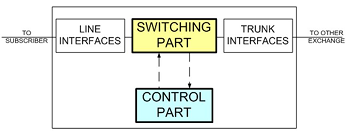 TO
SUBSCRIBER
LINE
INTERFACES
SWITCHING
PART
TRUNK
INTERFACES
TO OTHER
EXCHANGE
CONTROL
PART